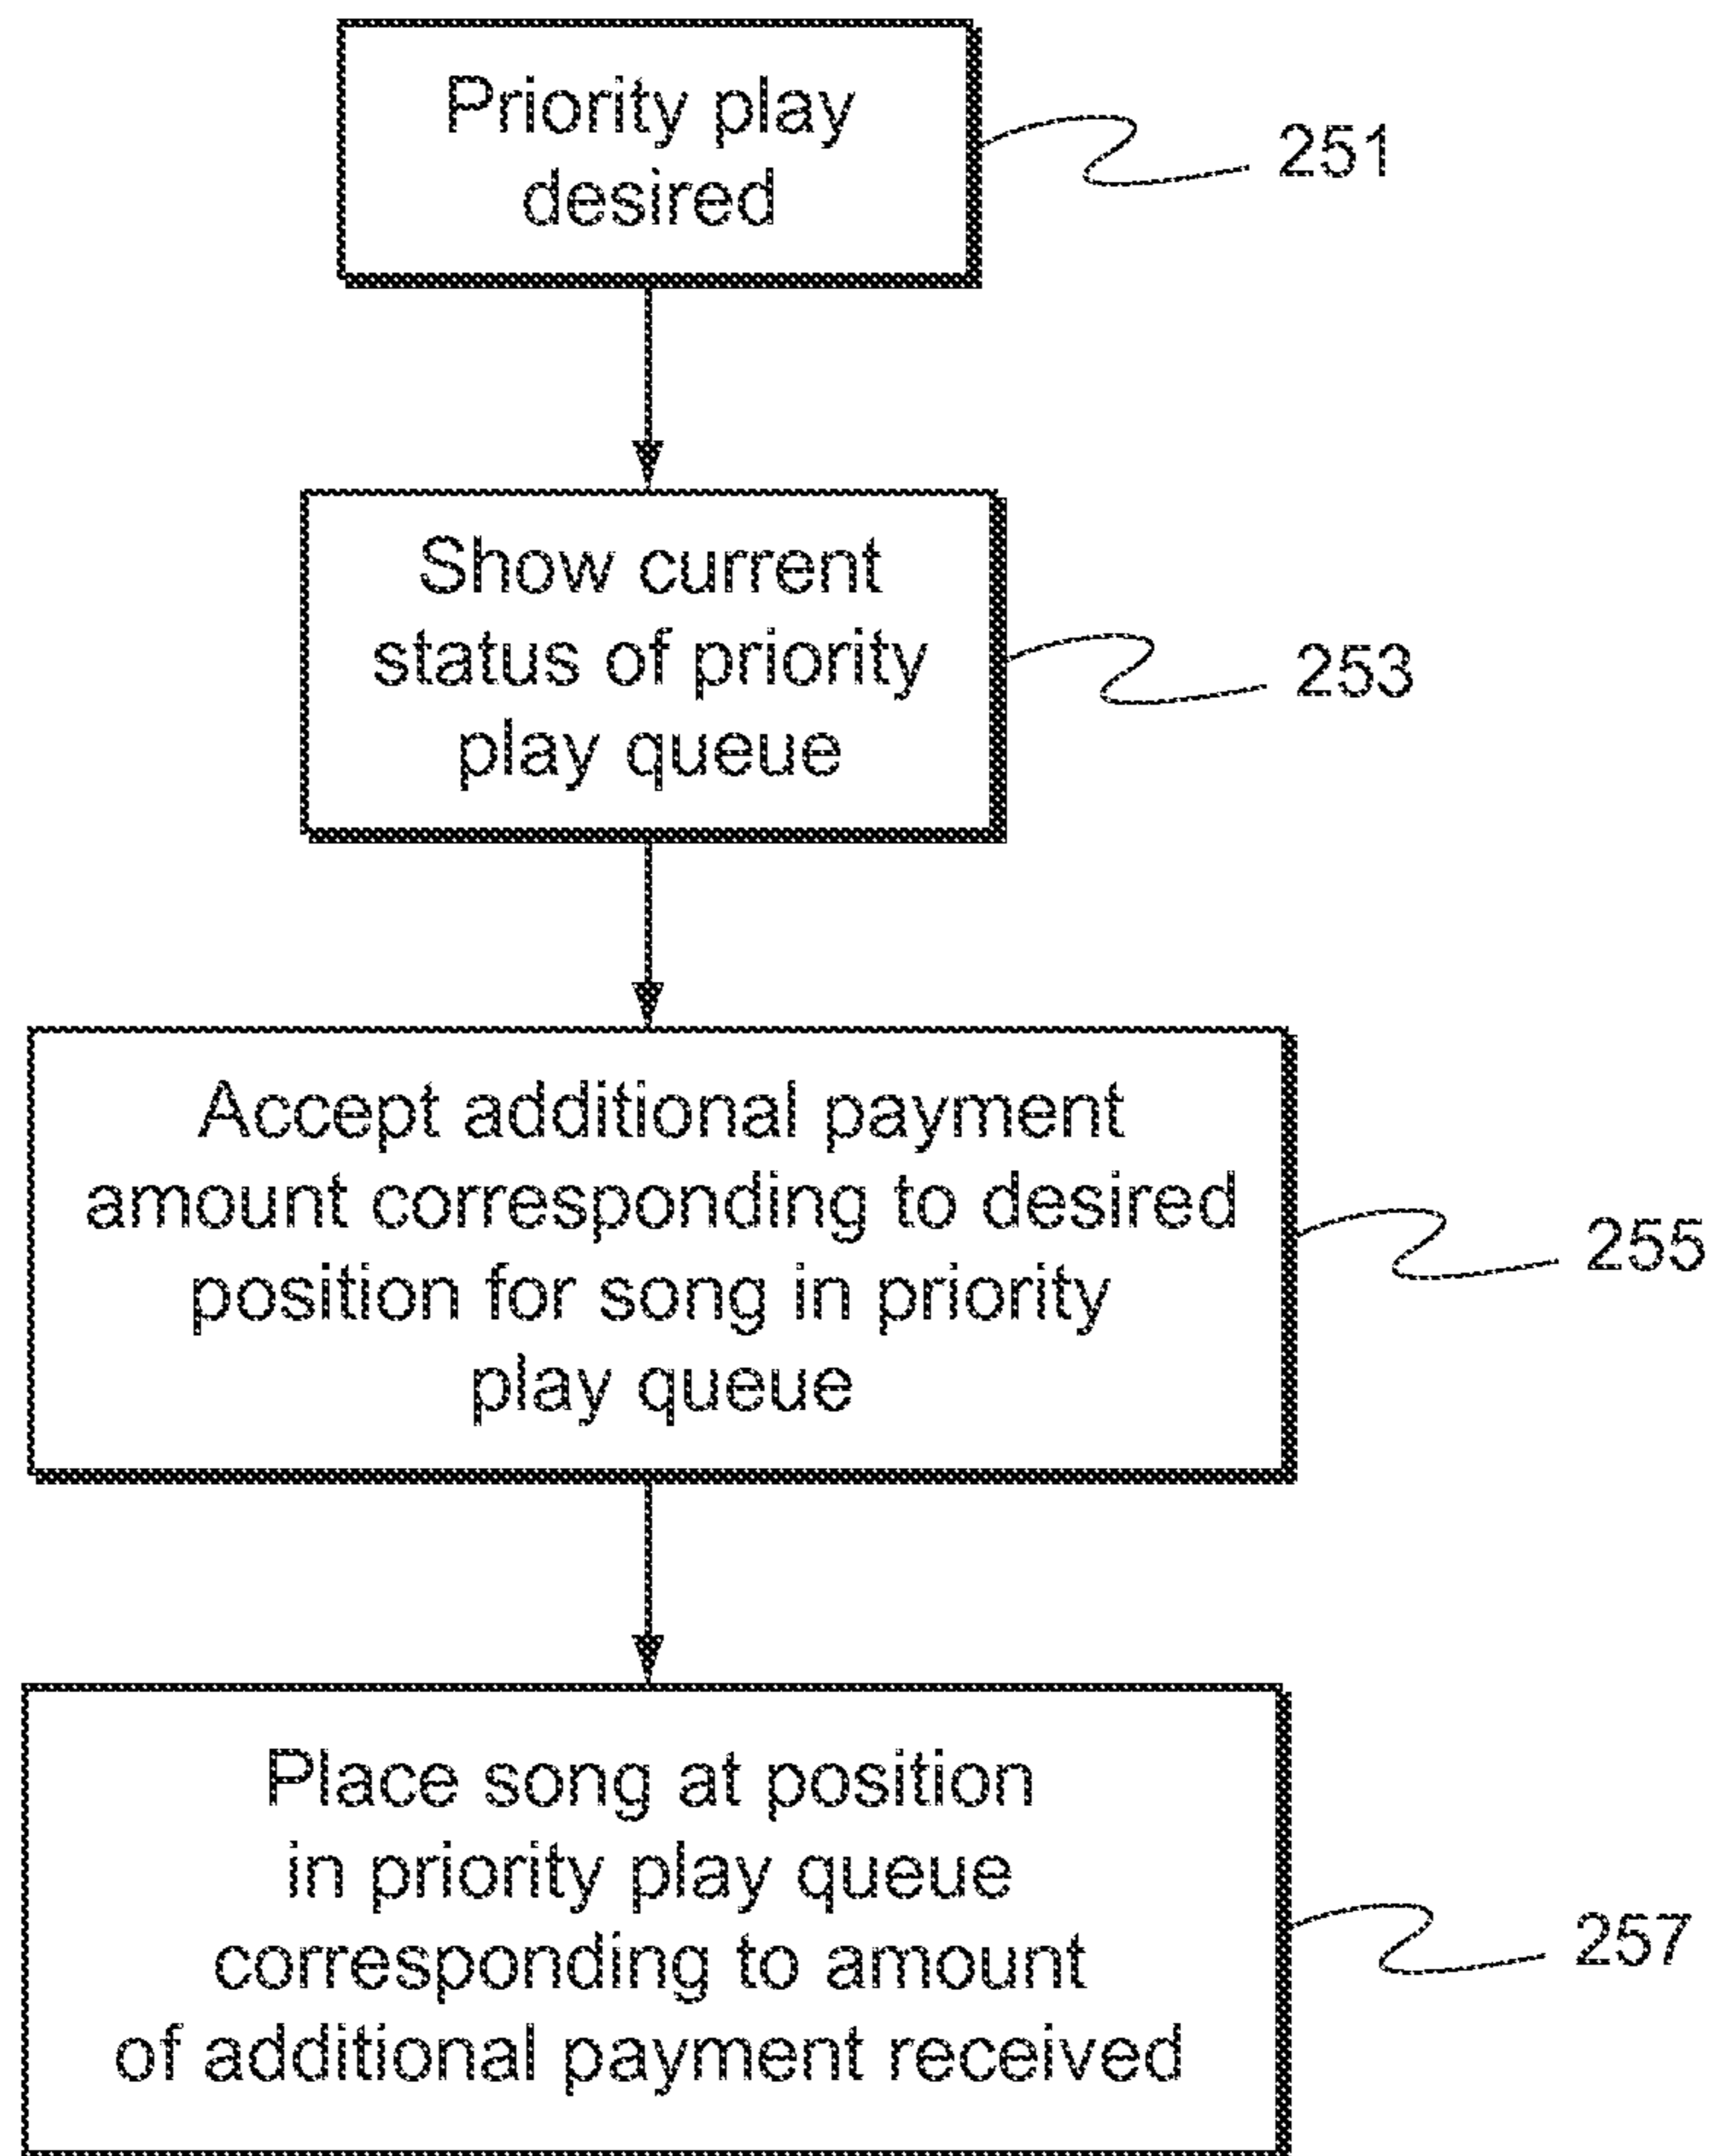 Priority play
desired
251
Show current
status of priority
play queue
253
Accept additional payment
amount corresponding to desired
position for song in priority
play queue
255
Place song at position
in priority play queue
corresponding to amount
of additional payment received
257